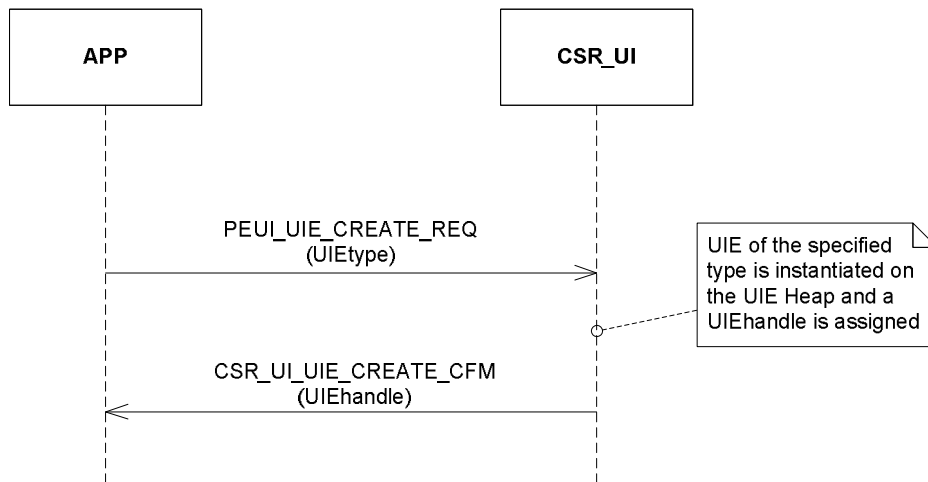 APP
CSR_UI
PEUI_UIE_CREATE_REQ
(UIEtype)
UIE of the specified
type is instantiated on
the UIE Heap and a
UIEhandle is assigned
CSR_UI_UIE_CREATE_CFM
(UIEhandle)